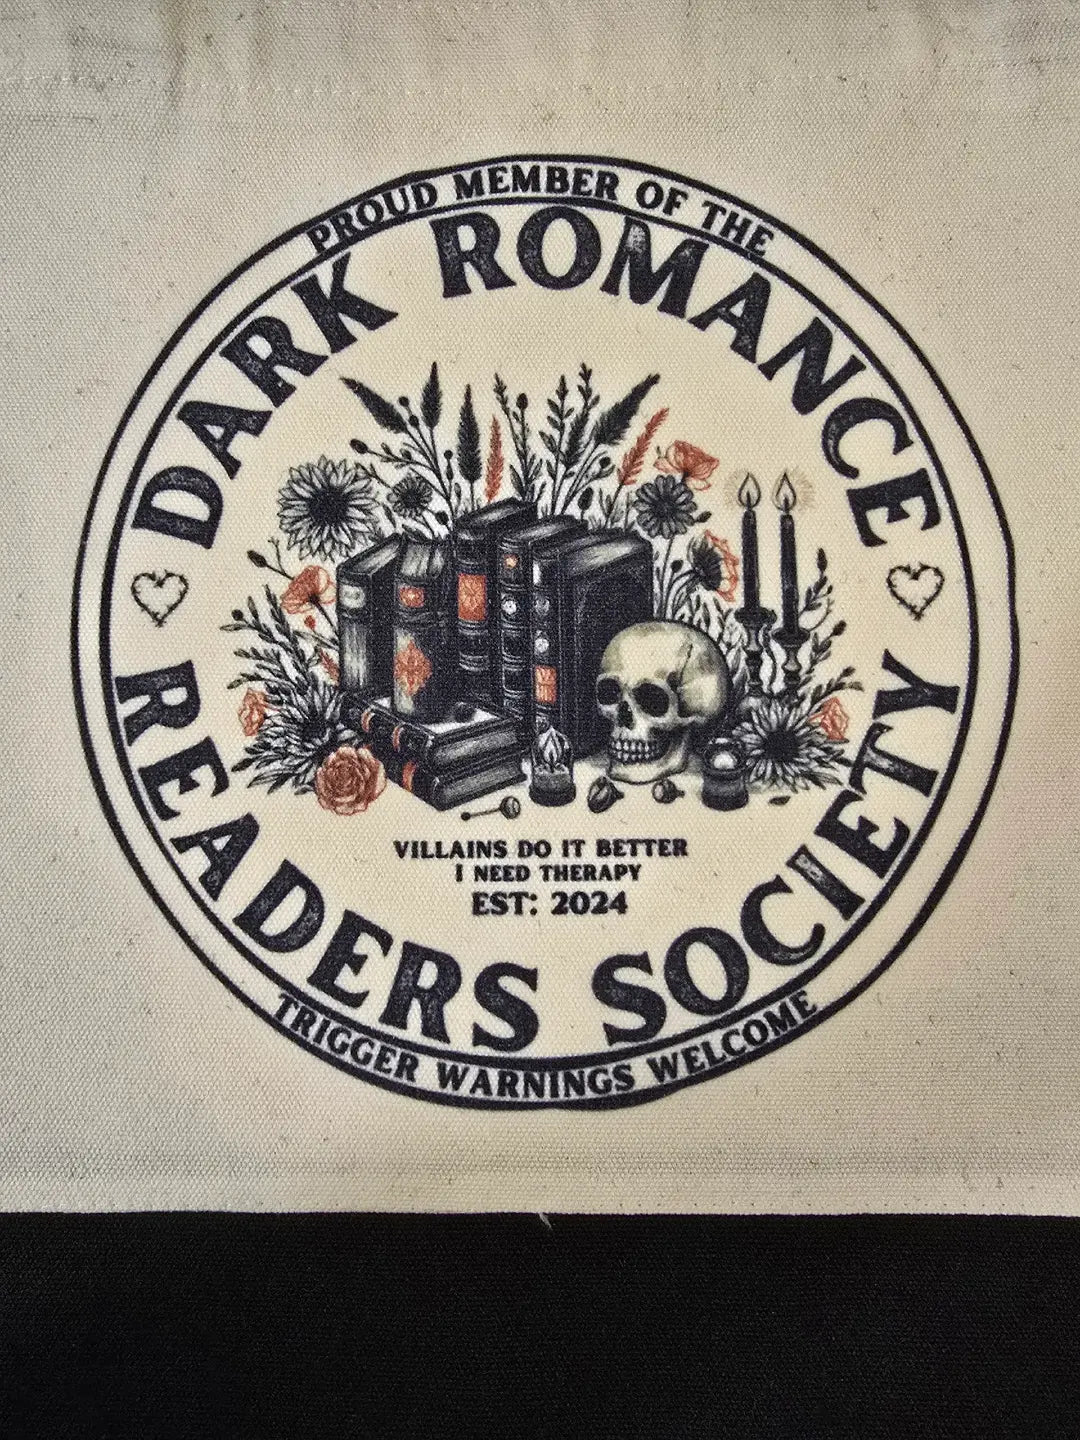 PROUD MEMBER OF THE
DARK ROMANCE
READERS SOCIETY
VILLAINS DO IT BETTER
I NEED THERAPY
EST: 2024
TRIGGER WARNINGS WELCOME